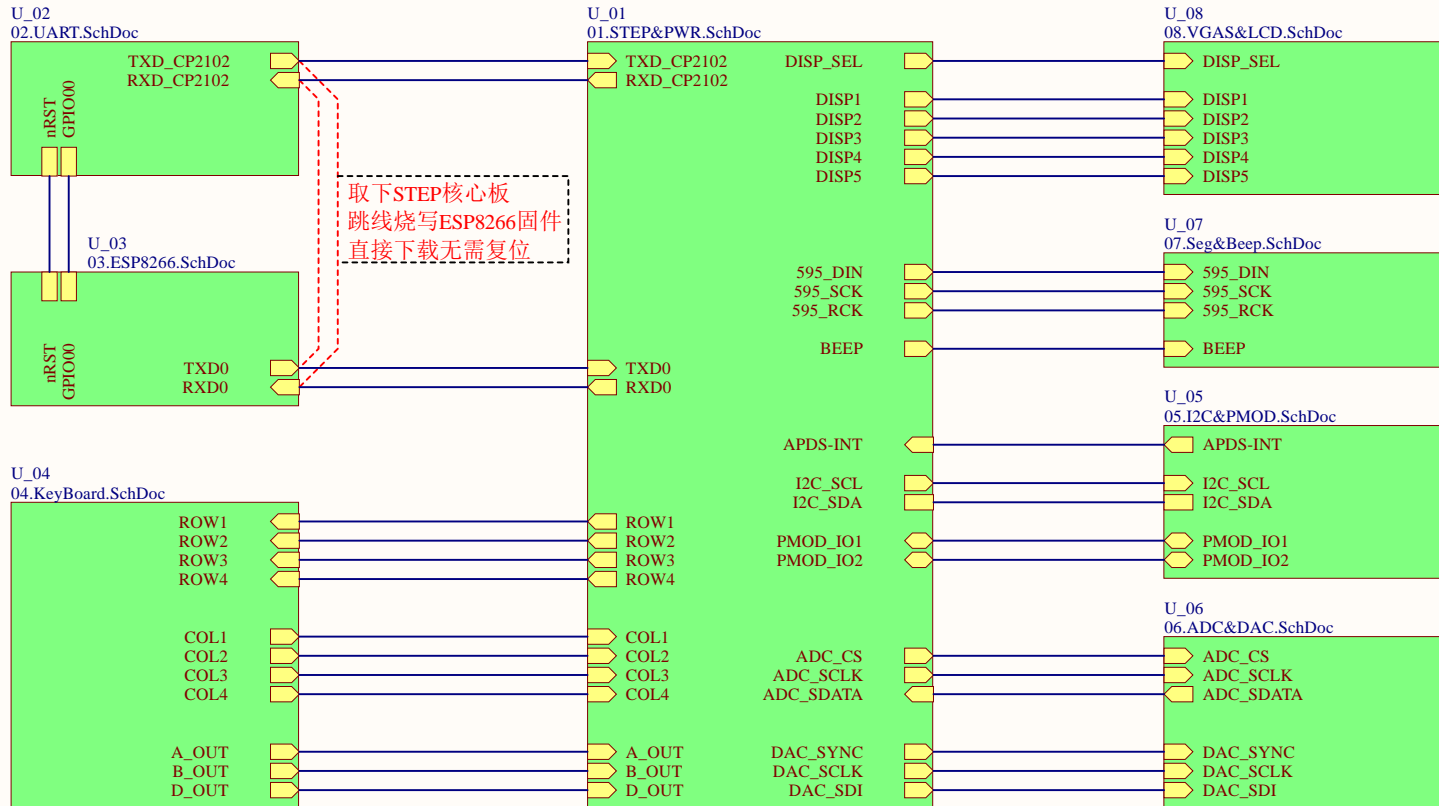 U_02
02.UART.SchDoc
TXD_CP2102
RXD_CP2102
nRST
GPIO00
U_03
03.ESP8266.SchDoc
nRST
GPIO00
TXD0
RXD0
取下STEP核心板
跳线烧写ESP8266固件
直接下载无需复位
U_04
04.KeyBoard.SchDoc
ROW1
ROW2
ROW3
ROW4
COL1
COL2
COL3
COL4
A_OUT
B_OUT
D_OUT
U_01
01.STEP&PWR.SchDoc
TXD_CP2102
RXD_CP2102
TXD0
RXD0
ROW1
ROW2
ROW3
ROW4
COL1
COL2
COL3
COL4
A_OUT
B_OUT
D_OUT
DISP_SEL
DISP1
DISP2
DISP3
DISP4
DISP5
595_DIN
595_SCK
595_RCK
BEEP
APDS-INT
I2C_SCL
I2C_SDA
PMOD_IO1
PMOD_IO2
ADC_CS
ADC_SCLK
ADC_SDATA
DAC_SYNC
DAC_SCLK
DAC_SDI
U_08
08.VGAS&LCD.SchDoc
DISP_SEL
DISP1
DISP2
DISP3
DISP4
DISP5
U_07
07.Seg&Beep.SchDoc
595_DIN
595_SCK
595_RCK
BEEP
U_05
05.I2C&PMOD.SchDoc
APDS-INT
I2C_SCL
I2C_SDA
PMOD_IO1
PMOD_IO2
U_06
06.ADC&DAC.SchDoc
ADC_CS
ADC_SCLK
ADC_SDATA
DAC_SYNC
DAC_SCLK
DAC_SDI